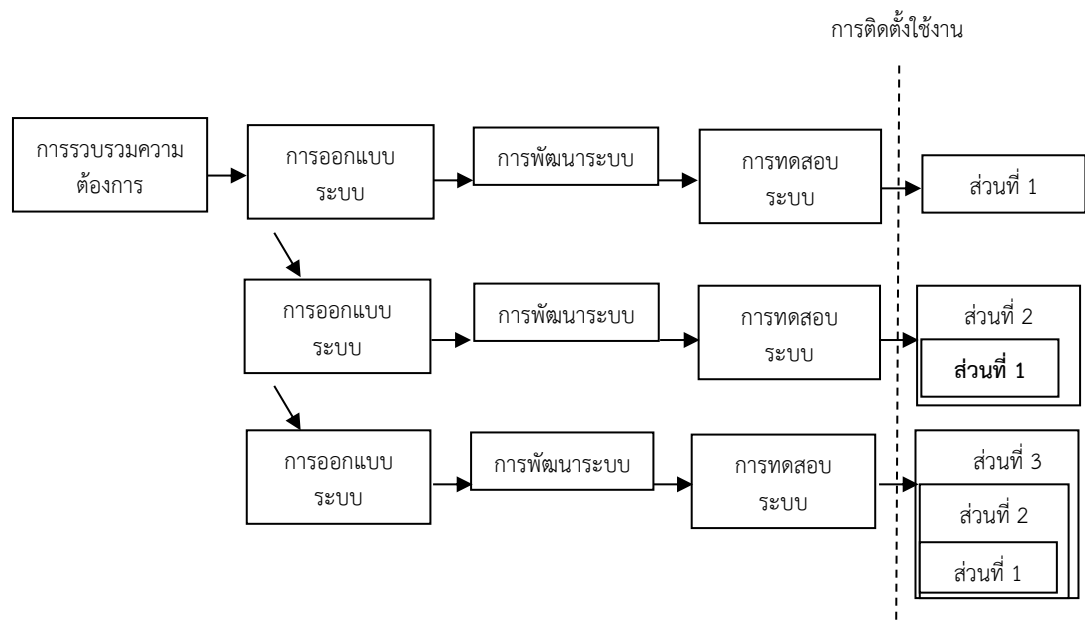 การติดตั้งใช้งาน
การรวบรวมความ
ต้องการ
การออกแบบ
ระบบ
การพัฒนาระบบ
การทดสอบ
ระบบ
ส่วนที่ 1
การออกแบบ
ระบบ
การพัฒนาระบบ
การทดสอบ
ระบบ
ส่วนที่ 2
ส่วนที่ 1
การออกแบบ
ระบบ
การพัฒนาระบบ
การทดสอบ
ระบบ
ส่วนที่ 3
ส่วนที่ 2
ส่วนที่ 1